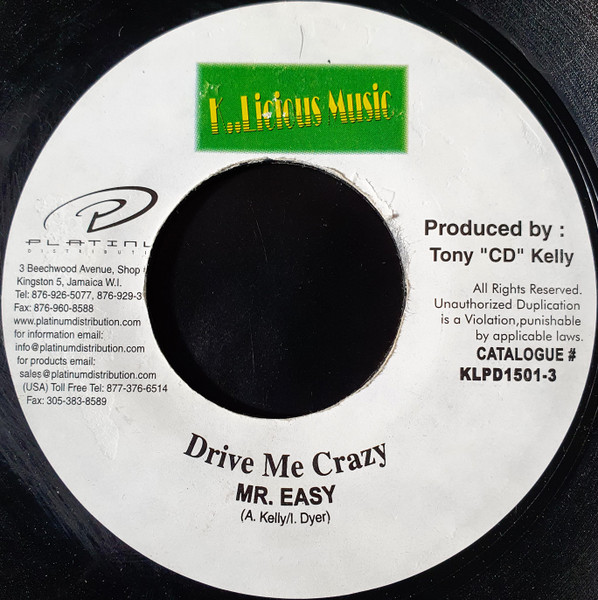 K..Licious Music
PLATINU
DISTRIBUTI
3 Beechwood Avenue, Shop
Kingston 5, Jamaica W.I.
Tel: 876-926-5077, 876-929-3
Fax: 876-960-8588
www.platinumdistribution.com
for information email:
info@platinumdistribution.com
for products email:
sales@platinumdistribution.com
(USA) Toll Free Tel: 877-376-6514
Fax: 305-383-8589
Produced by :
Tony "CD" Kelly
All Rights Reserved.
Unauthorized Duplication
is a Violation,punishable
by applicable laws.
CATALOGUE #
KLPD1501-3
Drive Me Crazy
MR. EASY
(A. Kelly/I. Dyer)